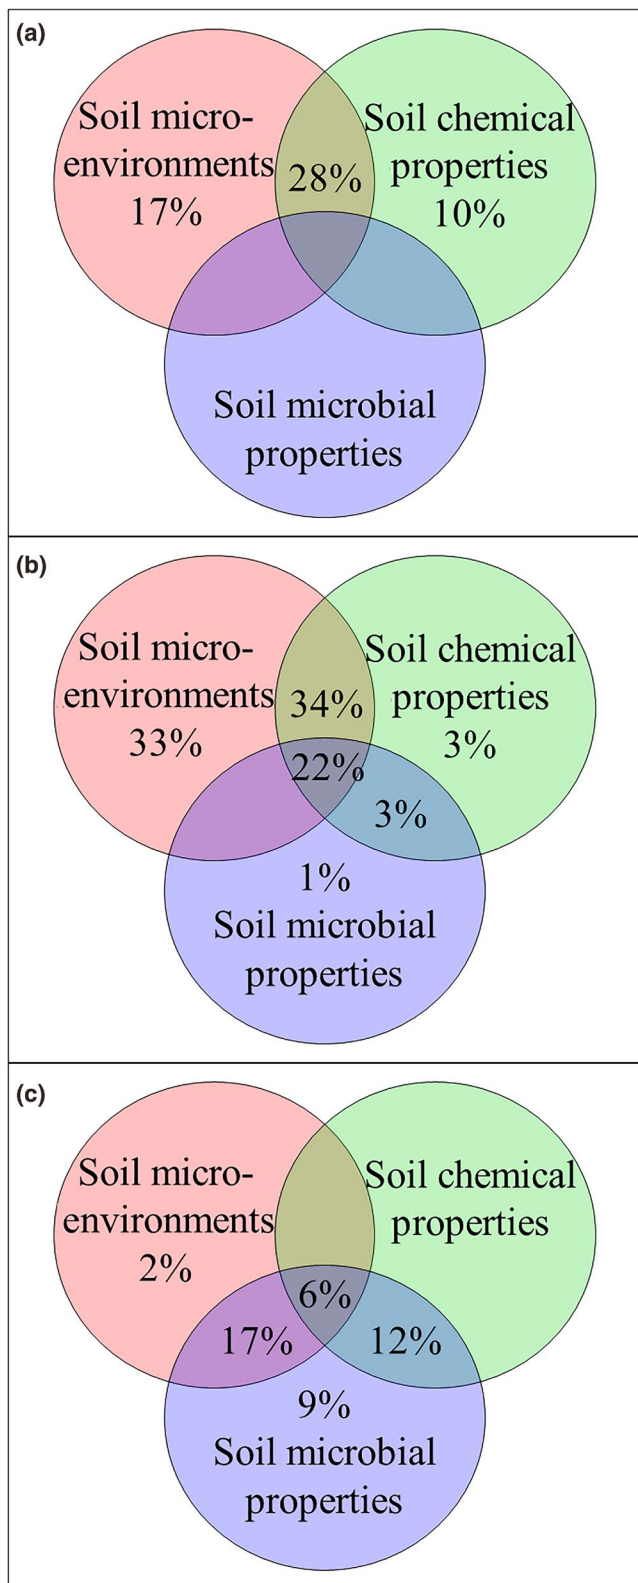 (a)
Soil micro-
environments
17%
28%
Soil chemical
properties
10%
Soil microbial
properties
(b)
Soil micro-
environments
33%
34%
Soil chemical
properties
3%
22%
3%
1%
Soil microbial
properties
(c)
Soil micro-
environments
2%
Soil chemical
properties
6%
17%
12%
9%
Soil microbial
properties